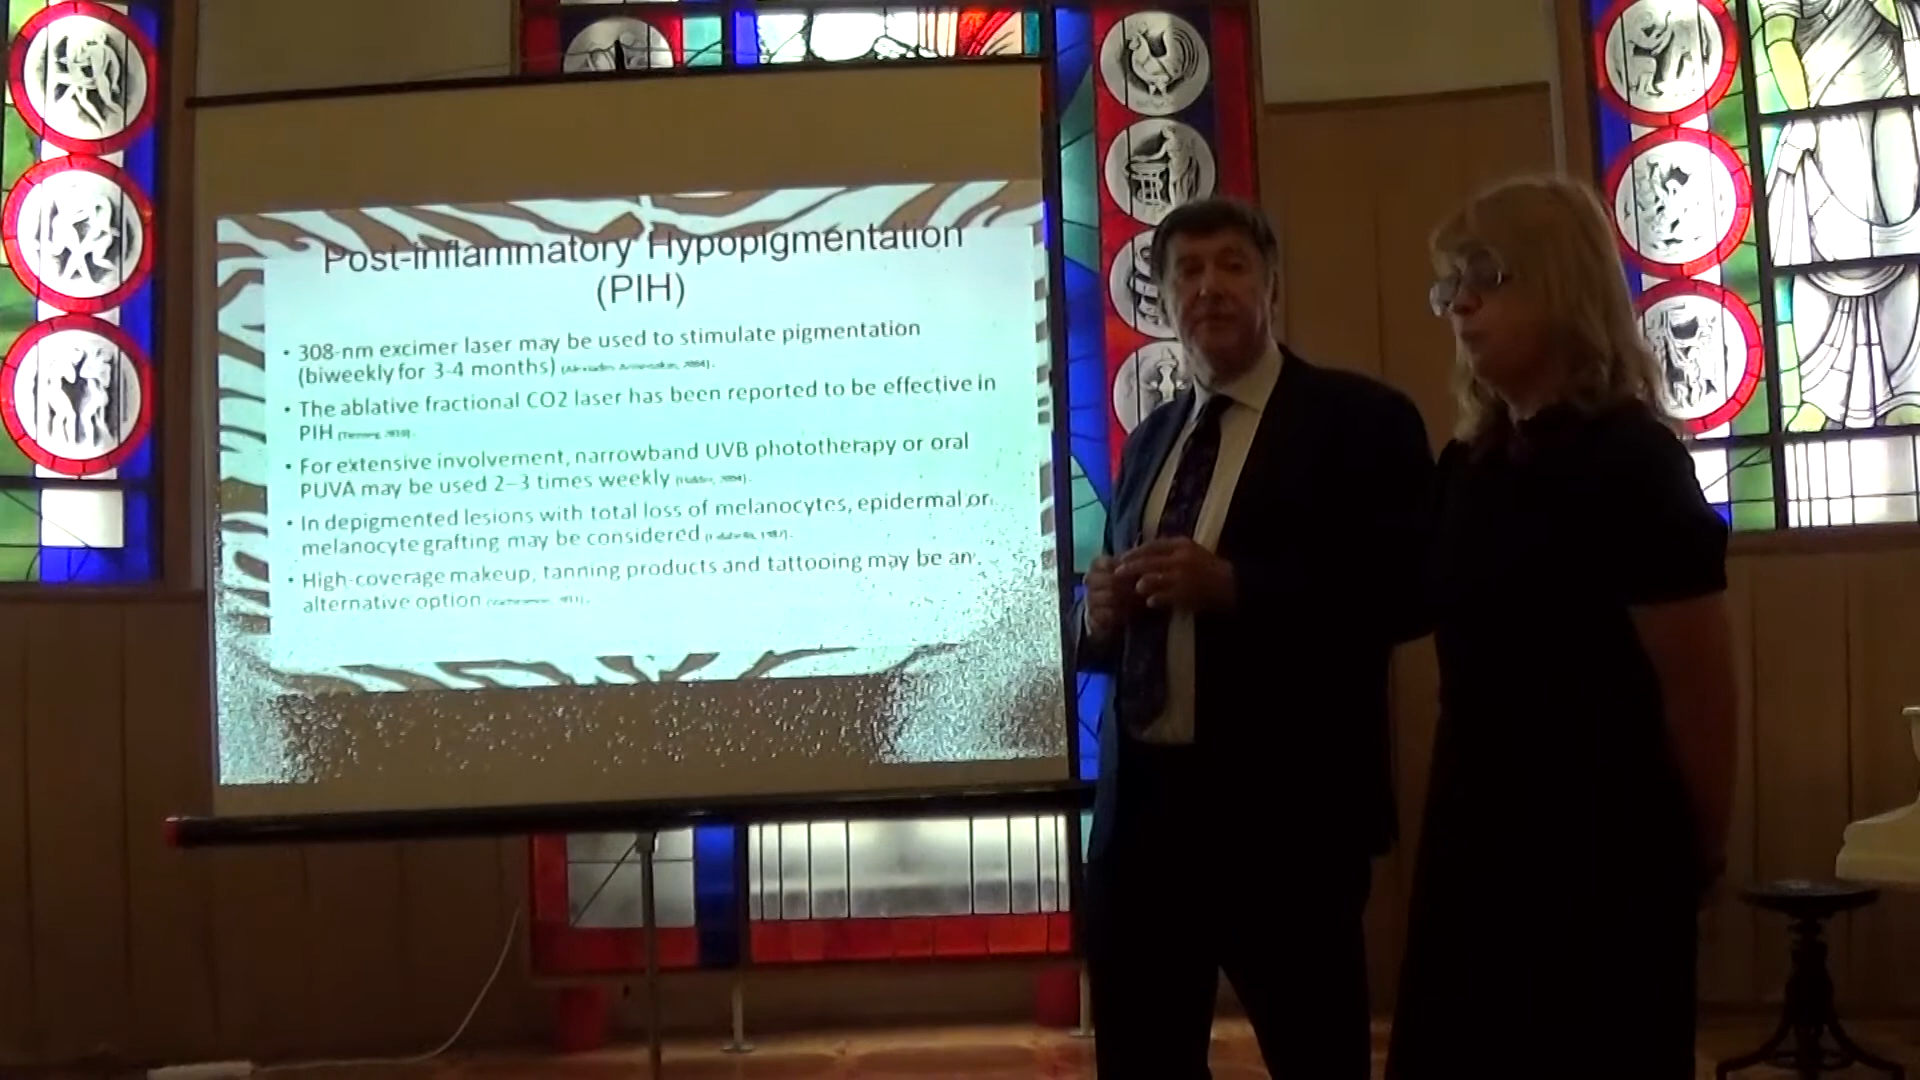 Post-inflammatory Hypopigmentation
(PIH)
• 308-nm excimer laser may be used to stimulate pigmentation
(biweekly for 3-4 months)
• The ablative fractional CO2 laser has been reported to be effective in
PIH
• For extensive involvement, narrowband UVB phototherapy or oral
PUVA may be used 2–3 times weekly
• In depigmented lesions with total loss of melanocytes, epidermal or
melanocyte grafting may be considered
• High-coverage makeup, tanning products and tattooing may be an
alternative option